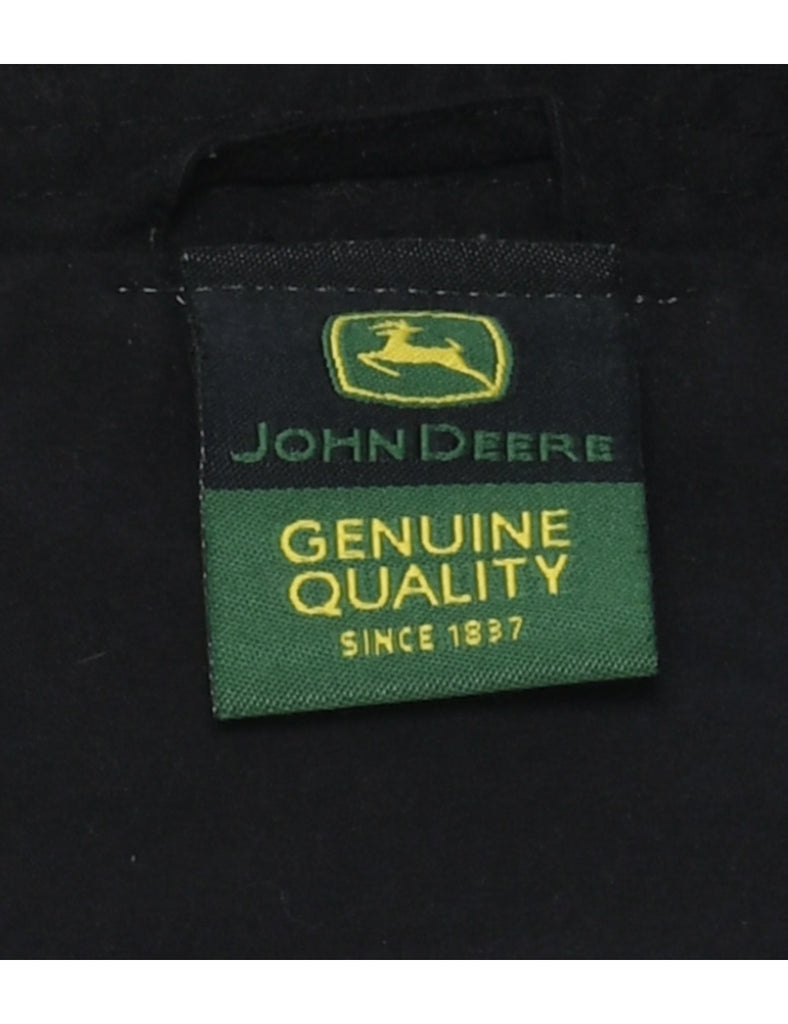 JOHN DEERE
GENUINE
QUALITY
SINCE 1837